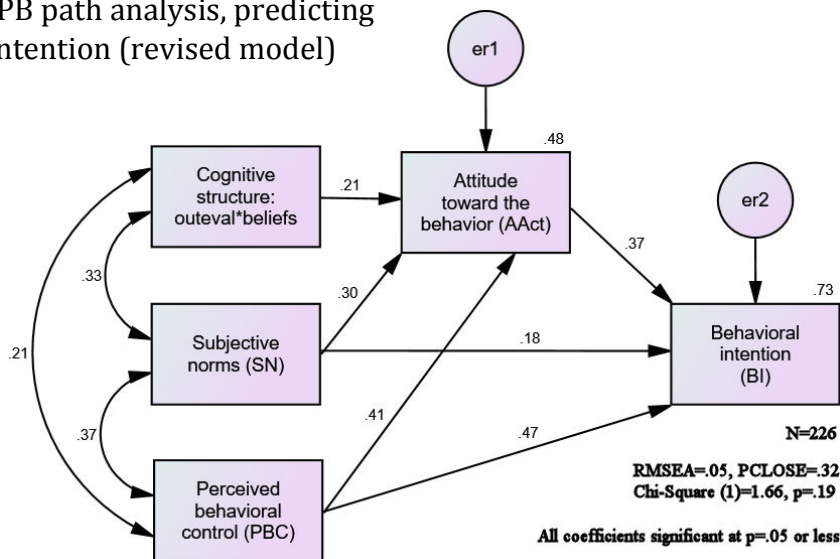 PB path analysis, predicting
ntention (revised model)
er1
.48
Cognitive
structure:
outeval*beliefs
.21
Attitude
toward the
behavior (AAct)
er2
.37
.33
.30
.73
Subjective
norms (SN)
.18
Behavioral
intention
(BI)
.21
.41
.37
.47
N=226
RMSEA=.05, PCLOSE=.32
Chi-Square (1)=1.66, p=.19
Perceived
behavioral
control (PBC)
All coefficients significant at p=.05 or less